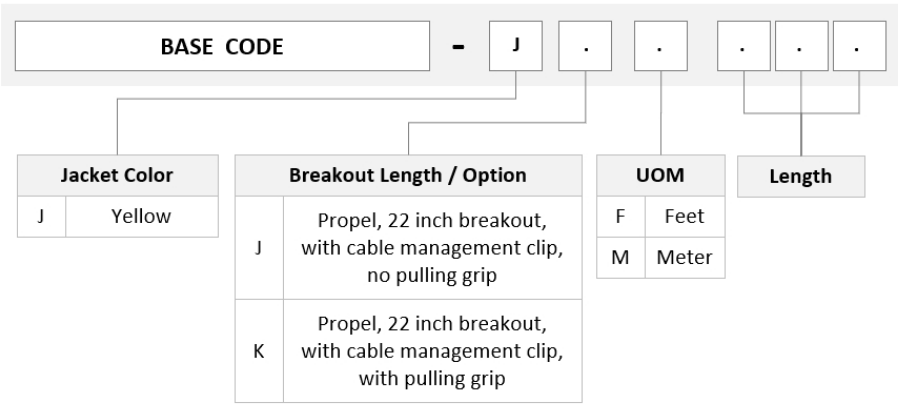 BASE CODE - J . . . . .
Jacket Color
J Yellow
Breakout Length / Option
J Propel, 22 inch breakout,
with cable management clip,
no pulling grip
K Propel, 22 inch breakout,
with cable management clip,
with pulling grip
UOM
F Feet
M Meter
Length